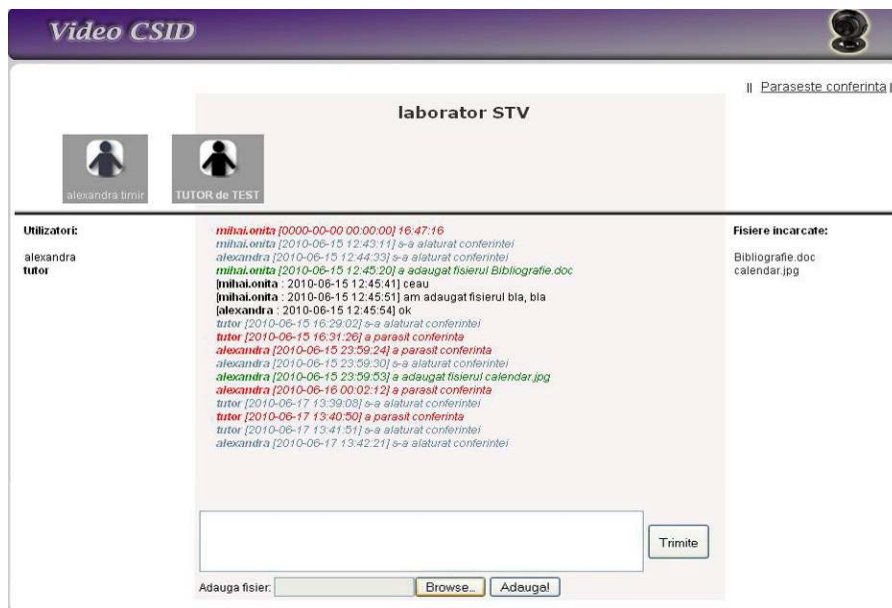 Video CSID
|| Paraseste conferinta |
laborator STV
alexandra timir
TUTOR de TEST
Utilizatori:
alexandra
tutor
mihai.onita [0000-00-00 00:00:00] 16:47:16
mihai.onita [2010-06-15 12:43:11] s-a alaturat conferintei
alexandra [2010-06-15 12:44:33] s-a alaturat conferintei
mihai.onita [2010-06-15 12:45:20] a adaugat fisierul Bibliografie.doc
[mihai.onita : 2010-06-15 12:45:41] ceau
[mihai.onita : 2010-06-15 12:45:51] am adaugat fisierul bla, bla
[alexandra : 2010-06-15 12:45:54] ok
tutor [2010-06-15 16:29:02] s-a alaturat conferintei
tutor [2010-06-15 16:31:26] a parasit conferinta
alexandra [2010-06-15 23:59:24] a parasit conferinta
alexandra [2010-06-15 23:59:30] s-a alaturat conferintei
alexandra [2010-06-15 23:59:53] a adaugat fisierul calendar.jpg
alexandra [2010-06-16 00:02:12] a parasit conferinta
tutor [2010-06-17 13:39:08] s-a alaturat conferintei
tutor [2010-06-17 13:40:50] a parasit conferinta
tutor [2010-06-17 13:41:51] s-a alaturat conferintei
alexandra [2010-06-17 13:42:21] s-a alaturat conferintei
Fisiere incarcate:
Bibliografie.doc
calendar.jpg
Trimite
Adauga fisier: Browse... Adauga!